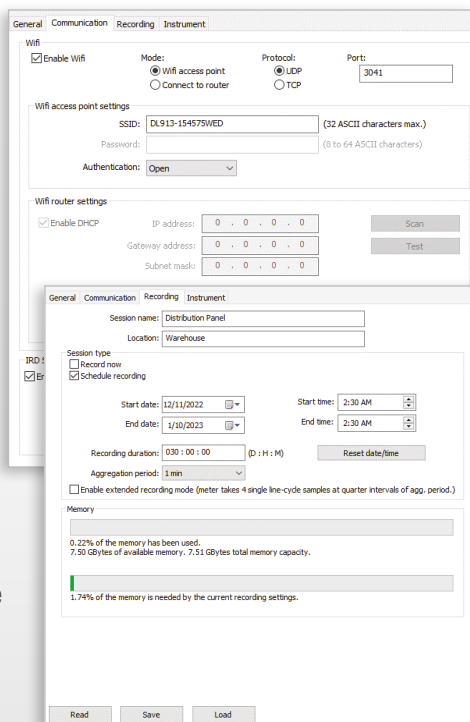 General Communication Recording Instrument
Wifi
Enable Wifi
Mode:
Wifi access point
Connect to router
Protocol:
UDP
TCP
Port:
3041
Wifi access point settings
SSID: DL913-154575WED (32 ASCII characters max.)
Password: (8 to 64 ASCII characters)
Authentication: Open
Wifi router settings
Enable DHCP
IP address: 0 . 0 . 0 . 0
Gateway address: 0 . 0 . 0 . 0
Subnet mask: 0 . 0 . 0 . 0
Scan
Test
General Communication Recording Instrument
Session name: Distribution Panel
Location: Warehouse
Session type
Record now
Schedule recording
Start date: 12/11/2022 Start time: 2:30 AM
End date: 1/10/2023 End time: 2:30 AM
Recording duration: 030 : 00 : 00 (D : H : M) Reset date/time
Aggregation period: 1 min
Enable extended recording mode (meter takes 4 single line-cycle samples at quarter intervals of agg. period.)
Memory
0.22% of the memory has been used.
7.50 GBytes of available memory. 7.51 GBytes total memory capacity.
1.74% of the memory is needed by the current recording settings.
Read Save Load